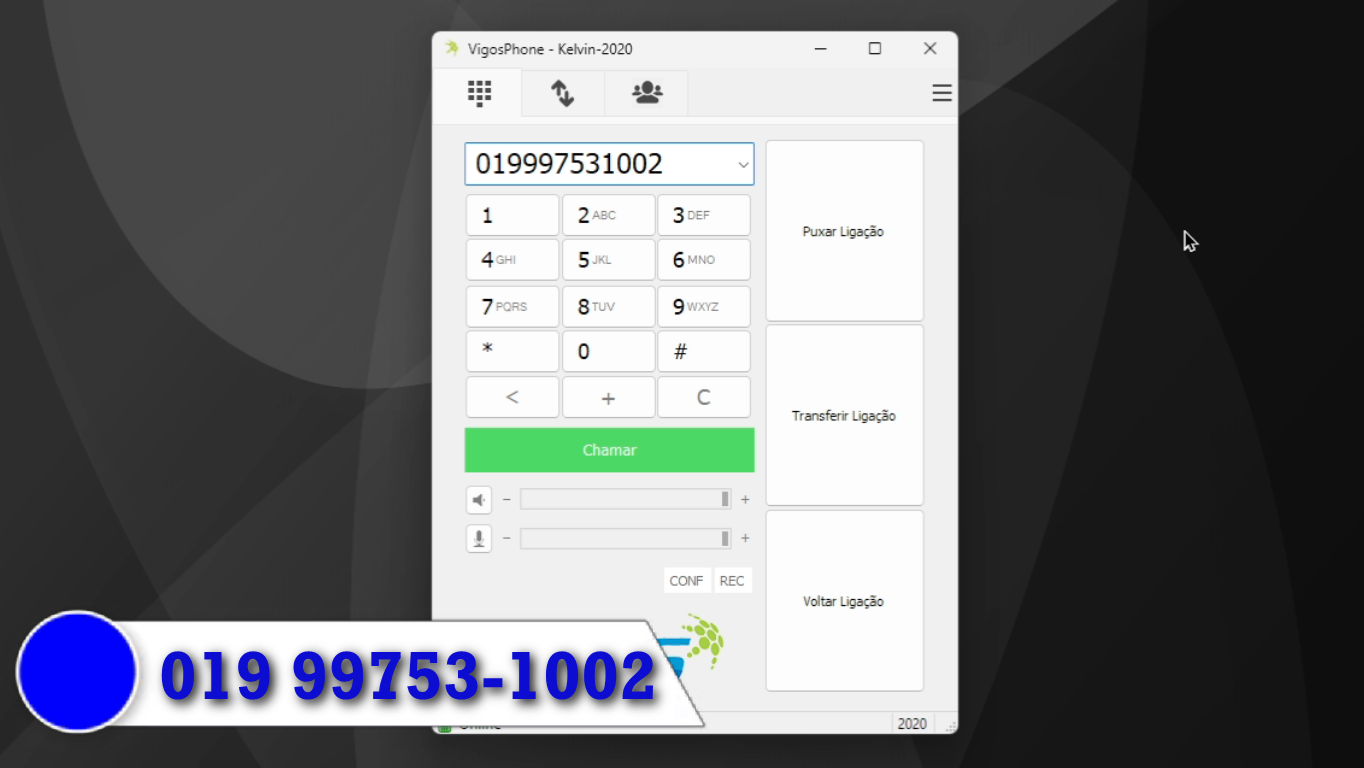 VigosPhone - Kelvin-2020
019997531002
1
2 ABC
3 DEF
4 GHI
5 JKL
6 MNO
7 PQRS
8 TUV
9 WXYZ
*
0
#
<
+
C
Chamar
- +
- +
CONF
REC
Puxar Ligação
Transferir Ligação
Voltar Ligação
019 99753-1002
Online
2020